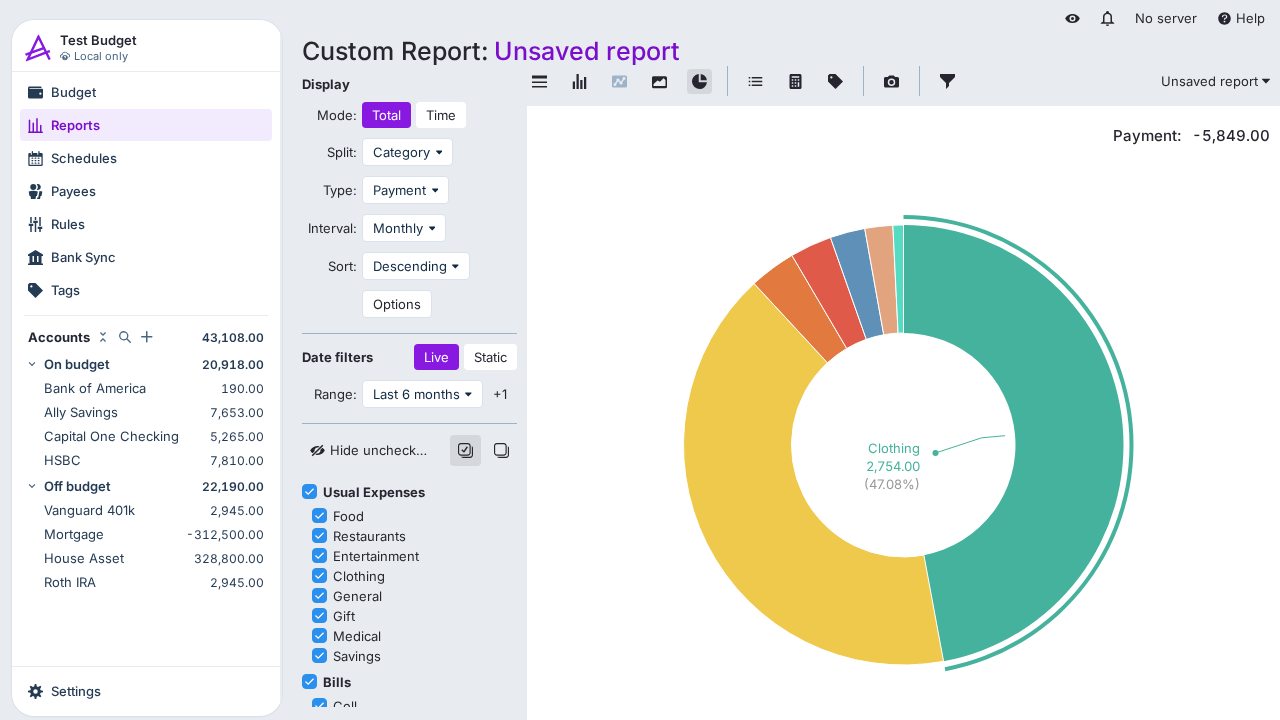 No server
Help
Test Budget
Local only
Budget
Reports
Schedules
Payees
Rules
Bank Sync
Tags
Accounts 43,108.00
On budget 20,918.00
Bank of America 190.00
Ally Savings 7,653.00
Capital One Checking 5,265.00
HSBC 7,810.00
Off budget 22,190.00
Vanguard 401k 2,945.00
Mortgage -312,500.00
House Asset 328,800.00
Roth IRA 2,945.00
Settings
Custom Report: Unsaved report
Display
Mode: Total Time
Split: Category
Type: Payment
Interval: Monthly
Sort: Descending
Options
Date filters Live Static
Range: Last 6 months +1
Hide uncheck...
Usual Expenses
Food
Restaurants
Entertainment
Clothing
General
Gift
Medical
Savings
Bills
Cell
Unsaved report
Payment: -5,849.00
Clothing
2,754.00
(47.08%)